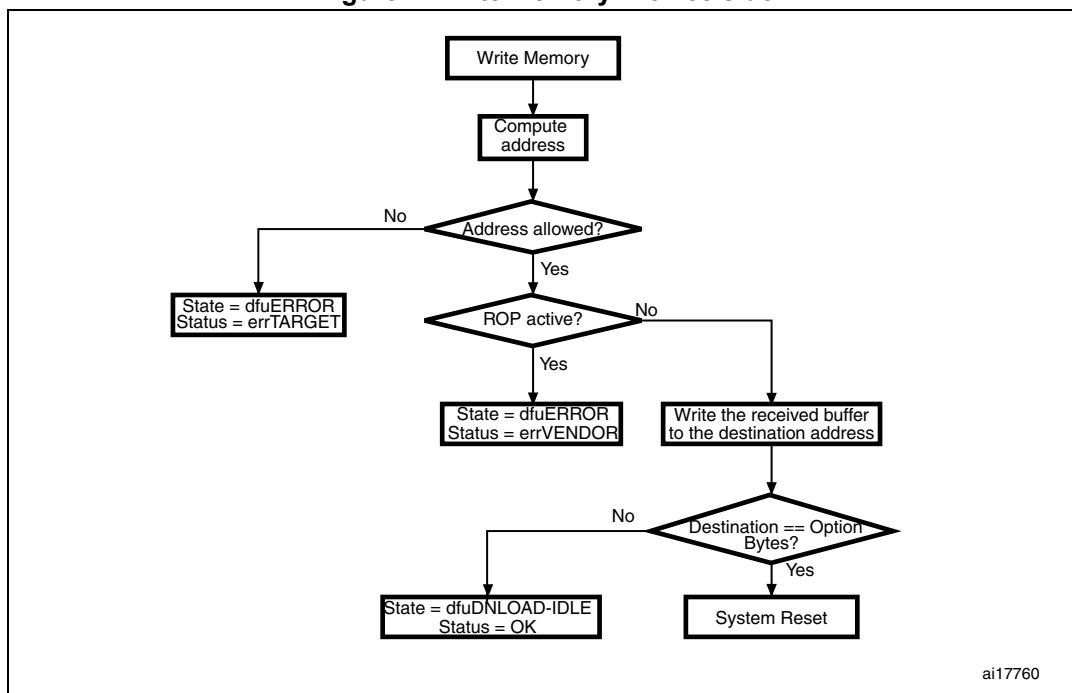 Write Memory
Compute
address
No
Address allowed?
Yes
State = dfuERROR
Status = errTARGET
ROP active?
No
Yes
State = dfuERROR
Status = errVENDOR
Write the received buffer
to the destination address
No
Destination == Option
Bytes?
Yes
State = dfuDNLOAD-IDLE
Status = OK
System Reset
ai17760